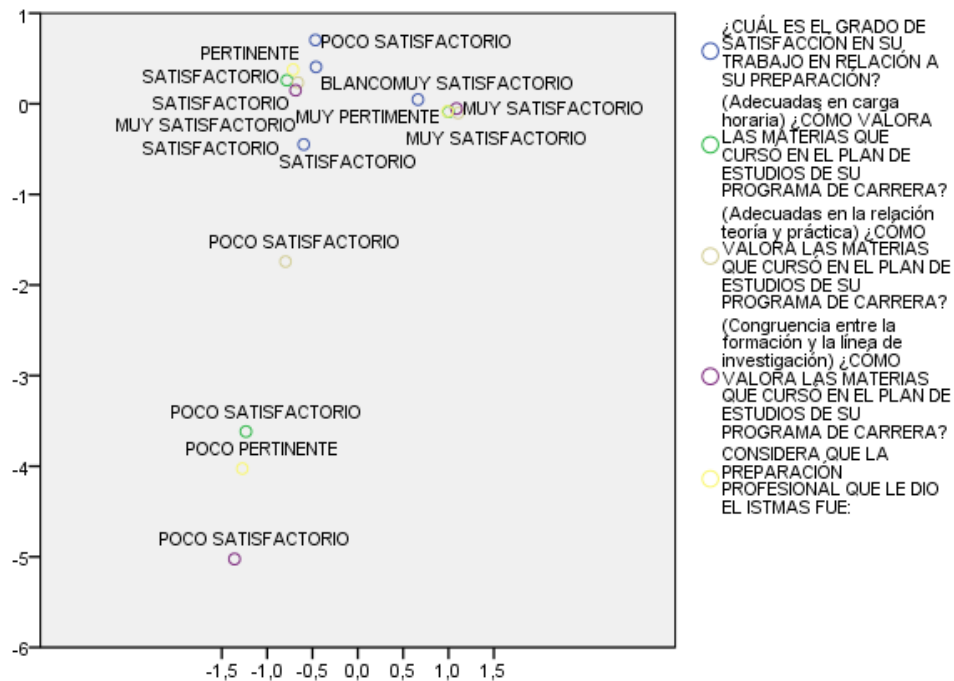 1
0
-1
-2
-3
-4
-5
-6
-1,5 -1,0 -0,5 0,0 0,5 1,0 1,5
POCO SATISFACTORIO
PERTINENTE
SATISFACTORIO
BLANCO
MUY SATISFACTORIO
SATISFACTORIO
MUY PERTIMENTE
MUY SATISFACTORIO
MUY SATISFACTORIO
MUY SATISFACTORIO
SATISFACTORIO
SATISFACTORIO
POCO SATISFACTORIO
POCO SATISFACTORIO
POCO PERTINENTE
POCO SATISFACTORIO
¿CUÁL ES EL GRADO DE
SATISFACCIÓN EN SU
TRABAJO EN RELACIÓN A
SU PREPARACIÓN?
(Adecuadas en carga
horaria) ¿CÓMO VALORA
LAS MATERIAS QUE
CURSÓ EN EL PLAN DE
ESTUDIOS DE SU
PROGRAMA DE CARRERA?
(Adecuadas en la relación
teoría y práctica) ¿CÓMO
VALORA LAS MATERIAS
QUE CURSÓ EN EL PLAN DE
ESTUDIOS DE SU
PROGRAMA DE CARRERA?
(Congruencia entre la
formación y la línea de
investigación) ¿CÓMO
VALORA LAS MATERIAS
QUE CURSÓ EN EL PLAN DE
ESTUDIOS DE SU
PROGRAMA DE CARRERA?
CONSIDERA QUE LA
PREPARACIÓN
PROFESIONAL QUE LE DIO
EL ISTMAS FUE: